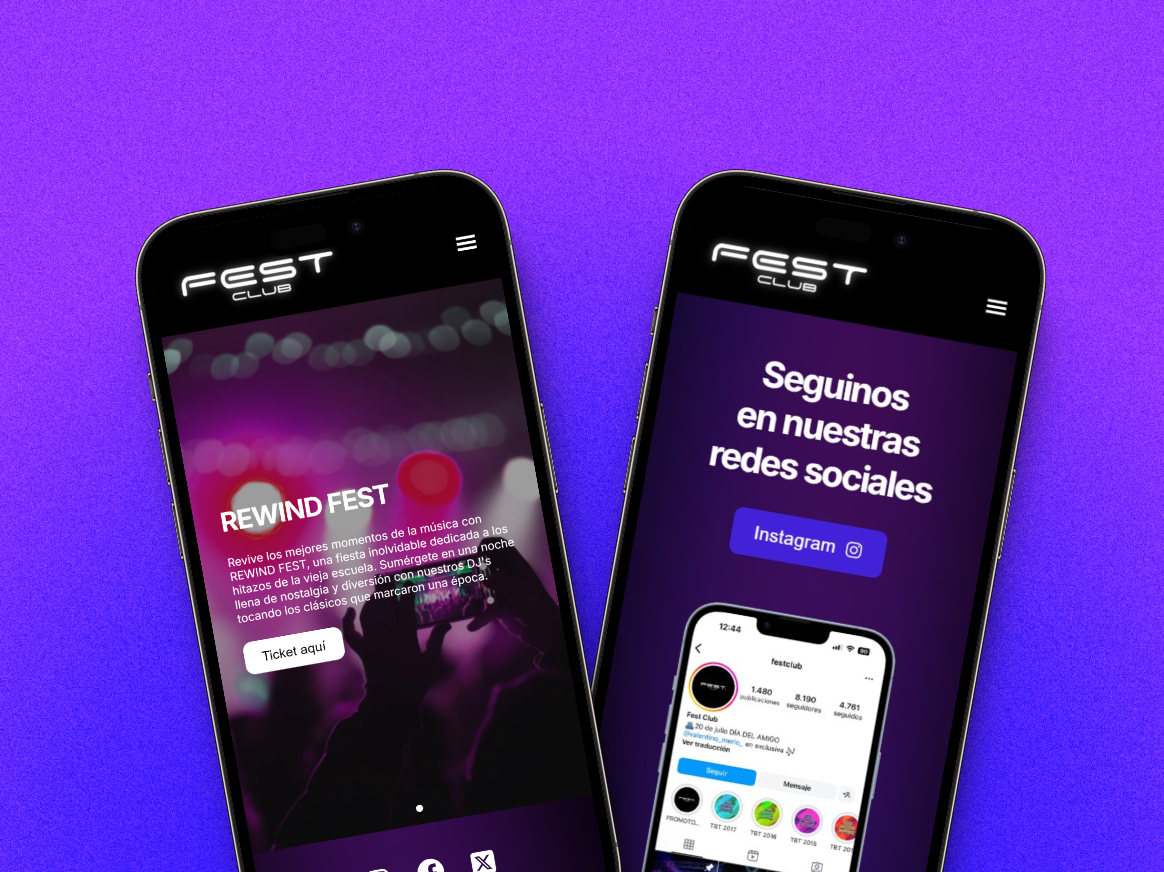 FEST
CLUB
REWIND FEST
Revive los mejores momentos de la música con
REWIND FEST, una fiesta inolvidable dedicada a los
hitazos de la vieja escuela. Sumérgete en una noche
llena de nostalgia y diversión con nuestros DJ's
tocando los clásicos que marcaron una época.
Ticket aquí
FEST
CLUB
Seguinos
en nuestras
redes sociales
Instagram
12:44
90
festclub
FEST
1.480
publicaciones
8.190
seguidores
4.761
seguidos
Fest Club
20 de julio DÍA DEL AMIGO
@valentino_merlo_ en exclusiva
Ver traducción
Seguir
Mensaje
PROMOTO...
TBT 2017
TBT 2016
TBT 2015
TBT 201